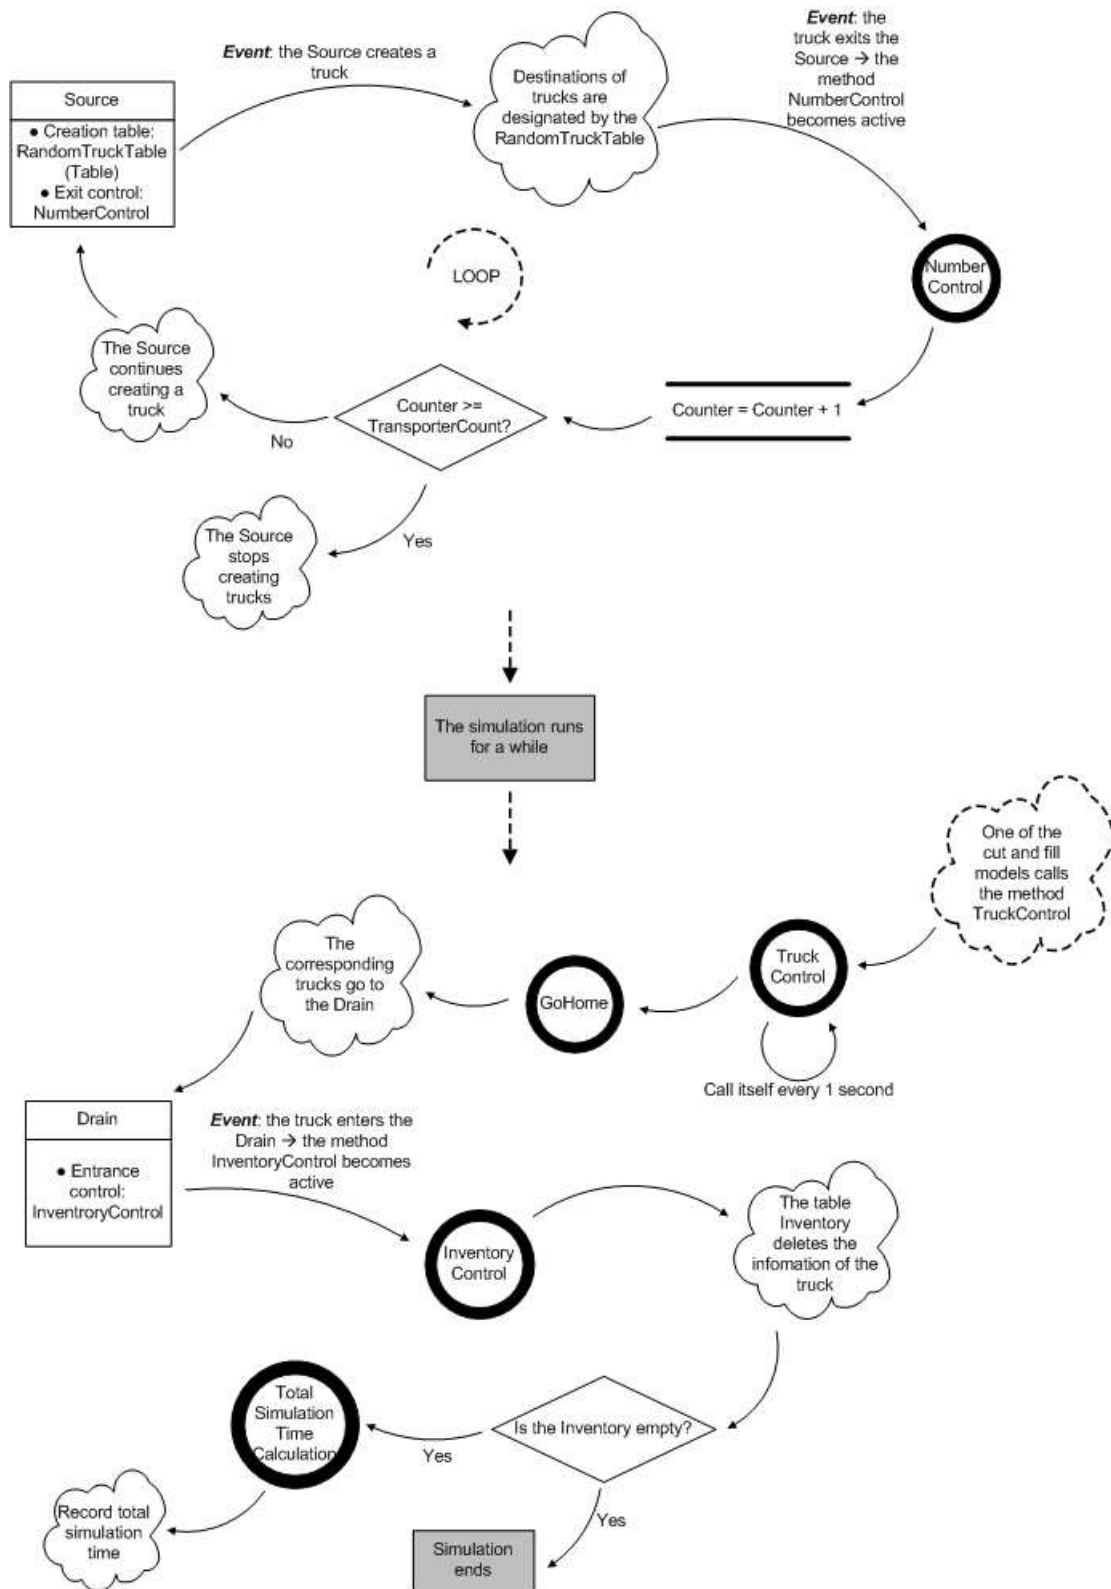 Event: the Source creates a
truck
Event: the
truck exits the
Source → the
method
NumberControl
becomes active
Destinations of
trucks are
designated by the
RandomTruckTable
Source
● Creation table:
RandomTruckTable
(Table)
● Exit control:
NumberControl
LOOP
Number
Control
The Source
continues
creating a
truck
Counter >=
TransporterCount?
Counter = Counter + 1
No
Yes
The Source
stops
creating
trucks
The simulation runs
for a while
One of the
cut and fill
models calls
the method
TruckControl
Truck
Control
GoHome
The
corresponding
trucks go to
the Drain
Call itself every 1 second
Drain
● Entrance
control:
InventroryControl
Event: the truck enters the
Drain → the method
InventoryControl becomes
active
Inventory
Control
The table
Inventory
deletes the
infomation of the
truck
Is the Inventory empty?
Yes
Total
Simulation
Time
Calculation
Record total
simulation
time
Yes
Simulation
ends